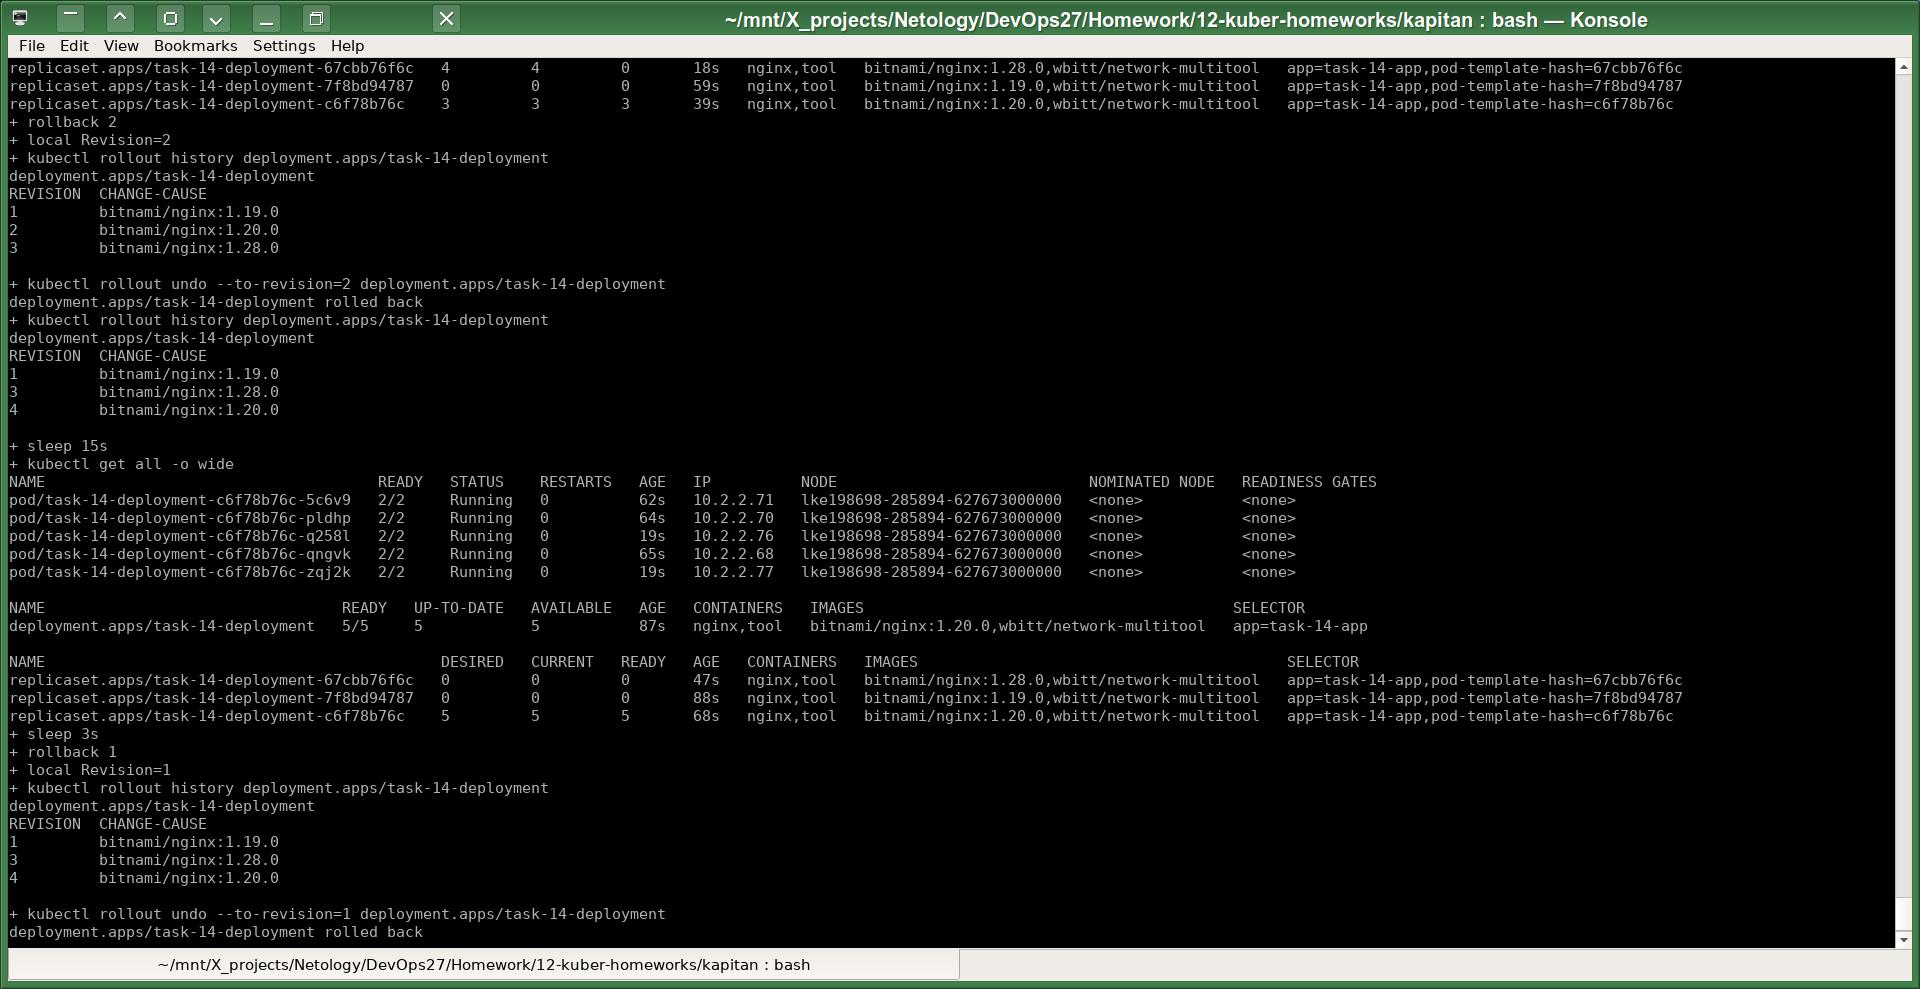 ~/mnt/X_projects/Netology/DevOps27/Homework/12-kuber-homeworks/kapitan : bash — Konsole
File Edit View Bookmarks Settings Help
replicaset.apps/task-14-deployment-67cbb76f6c   4         4         0       18s   nginx,tool   bitnami/nginx:1.28.0,wbitt/network-multitool   app=task-14-app,pod-template-hash=67cbb76f6c
replicaset.apps/task-14-deployment-7f8bd94787   0         0         0       59s   nginx,tool   bitnami/nginx:1.19.0,wbitt/network-multitool   app=task-14-app,pod-template-hash=7f8bd94787
replicaset.apps/task-14-deployment-c6f78b76c    3         3         3       39s   nginx,tool   bitnami/nginx:1.20.0,wbitt/network-multitool   app=task-14-app,pod-template-hash=c6f78b76c
+ rollback 2
+ local Revision=2
+ kubectl rollout history deployment.apps/task-14-deployment
deployment.apps/task-14-deployment
REVISION  CHANGE-CAUSE
1         bitnami/nginx:1.19.0
2         bitnami/nginx:1.20.0
3         bitnami/nginx:1.28.0

+ kubectl rollout undo --to-revision=2 deployment.apps/task-14-deployment
deployment.apps/task-14-deployment rolled back
+ kubectl rollout history deployment.apps/task-14-deployment
deployment.apps/task-14-deployment
REVISION  CHANGE-CAUSE
1         bitnami/nginx:1.19.0
3         bitnami/nginx:1.28.0
4         bitnami/nginx:1.20.0

+ sleep 15s
+ kubectl get all -o wide
NAME                                     READY   STATUS    RESTARTS   AGE   IP          NODE                            NOMINATED NODE   READINESS GATES
pod/task-14-deployment-c6f78b76c-5c6v9   2/2     Running   0          62s   10.2.2.71   lke198698-285894-627673000000   <none>           <none>
pod/task-14-deployment-c6f78b76c-pldhp   2/2     Running   0          64s   10.2.2.70   lke198698-285894-627673000000   <none>           <none>
pod/task-14-deployment-c6f78b76c-q258l   2/2     Running   0          19s   10.2.2.76   lke198698-285894-627673000000   <none>           <none>
pod/task-14-deployment-c6f78b76c-qngvk   2/2     Running   0          65s   10.2.2.68   lke198698-285894-627673000000   <none>           <none>
pod/task-14-deployment-c6f78b76c-zqj2k   2/2     Running   0          19s   10.2.2.77   lke198698-285894-627673000000   <none>           <none>

NAME                                 READY   UP-TO-DATE   AVAILABLE   AGE   CONTAINERS   IMAGES                                         SELECTOR
deployment.apps/task-14-deployment   5/5     5            5           87s   nginx,tool   bitnami/nginx:1.20.0,wbitt/network-multitool   app=task-14-app

NAME                                            DESIRED   CURRENT   READY   AGE   CONTAINERS   IMAGES                                         SELECTOR
replicaset.apps/task-14-deployment-67cbb76f6c   0         0         0       47s   nginx,tool   bitnami/nginx:1.28.0,wbitt/network-multitool   app=task-14-app,pod-template-hash=67cbb76f6c
replicaset.apps/task-14-deployment-7f8bd94787   0         0         0       88s   nginx,tool   bitnami/nginx:1.19.0,wbitt/network-multitool   app=task-14-app,pod-template-hash=7f8bd94787
replicaset.apps/task-14-deployment-c6f78b76c    5         5         5       68s   nginx,tool   bitnami/nginx:1.20.0,wbitt/network-multitool   app=task-14-app,pod-template-hash=c6f78b76c
+ sleep 3s
+ rollback 1
+ local Revision=1
+ kubectl rollout history deployment.apps/task-14-deployment
deployment.apps/task-14-deployment
REVISION  CHANGE-CAUSE
1         bitnami/nginx:1.19.0
3         bitnami/nginx:1.28.0
4         bitnami/nginx:1.20.0

+ kubectl rollout undo --to-revision=1 deployment.apps/task-14-deployment
deployment.apps/task-14-deployment rolled back
~/mnt/X_projects/Netology/DevOps27/Homework/12-kuber-homeworks/kapitan : bash